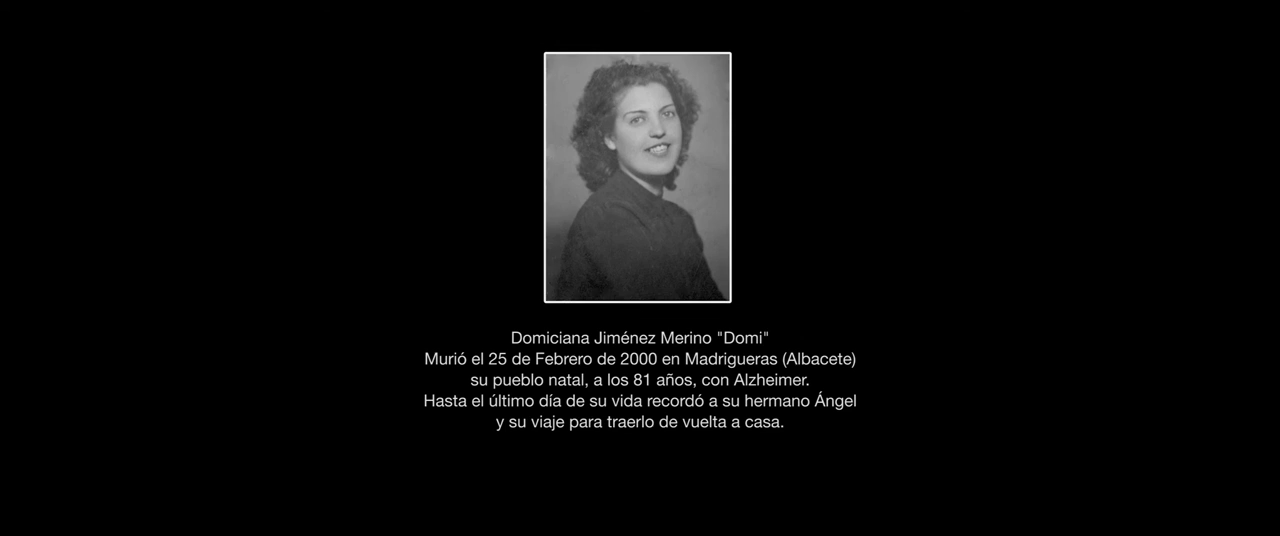 Domiciana Jiménez Merino "Domi"
Murió el 25 de Febrero de 2000 en Madrigueras (Albacete)
su pueblo natal, a los 81 años, con Alzheimer.
Hasta el último día de su vida recordó a su hermano Ángel
y su viaje para traerlo de vuelta a casa.